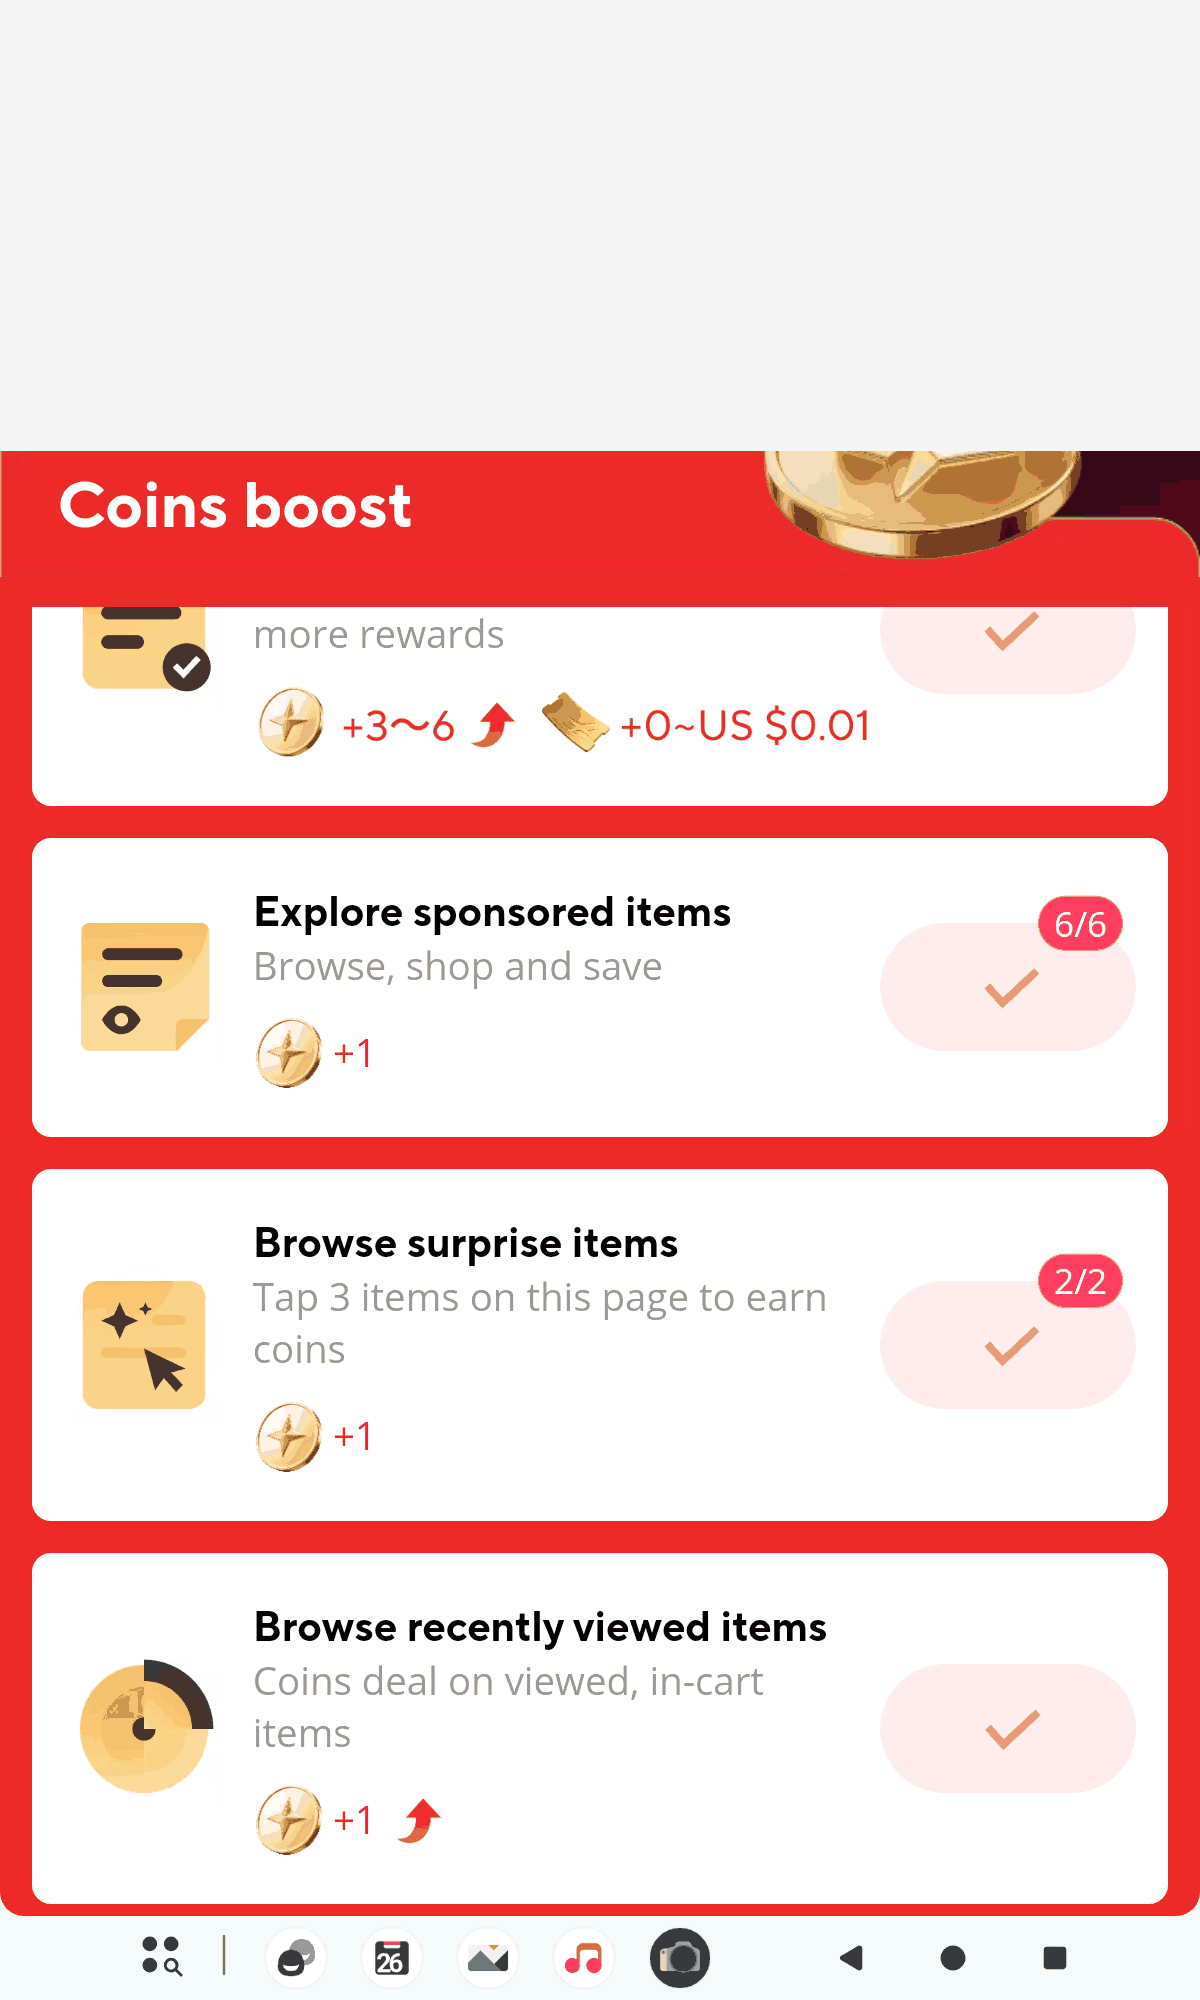 Coins boost
more rewards
+3～6 +0~US $0.01
Explore sponsored items
6/6
Browse, shop and save
+1
Browse surprise items
2/2
Tap 3 items on this page to earn
coins
+1
Browse recently viewed items
Coins deal on viewed, in-cart
items
+1
26